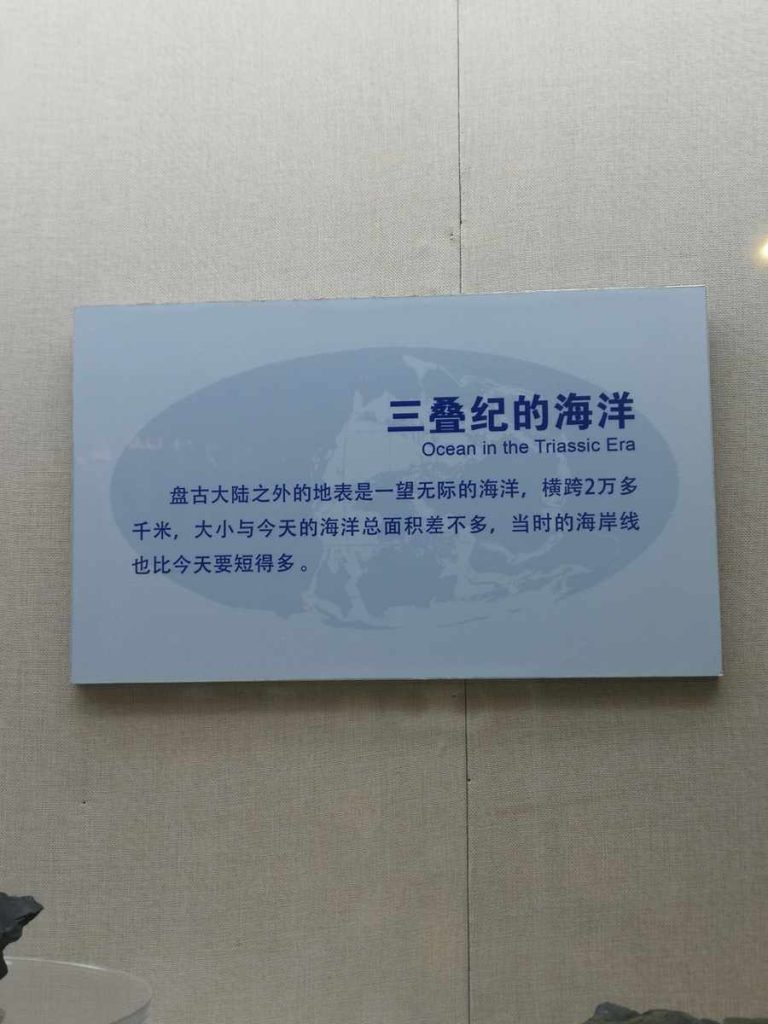 三叠纪的海洋
Ocean in the Triassic Era
盘古大陆之外的地表是一望无际的海洋，横跨2万多
千米，大小与今天的海洋总面积差不多，当时的海岸线
也比今天要短得多。